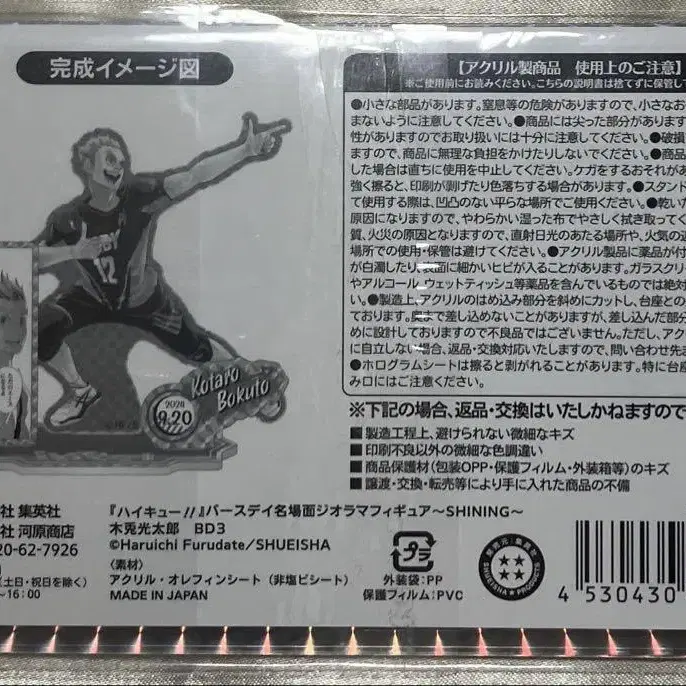 完成イメージ図
BY
12
Kotaro
Bokuto
2024
9.20
【アクリル製商品 使用上のご注意】
※ご使用前にお読みください。こちらの説明書は捨てずに保管して
●小さな部品があります。窒息等の危険がありますので、小さなお
まないように注意してください。●商品には尖った部分があります
性がありますのでお取り扱いには十分に注意してください。●破損
ますので、商品に無理な負担をかけたりしないでください。●商品
した場合は直ちに使用を中止してください。ケガをするおそれがあ
強く擦ると、印刷が剥げたり色落ちする場合があります。●スタンド
て使用する際は、凹凸のない平らな場所でご使用ください。●乾いた
原因になりますので、やわらかい湿った布でやさしく拭き取ってく
質、火災の原因となりますので、直射日光のあたる場所や、火気の近
場所での使用・保管は避けてください。●アクリル製品に薬品が付
が白濁したり、表面に細かいヒビが入ることがあります。ガラスクリー
やアルコール、ウェットティッシュ等薬品を含んでいるものでは絶対
い。●製造上、アクリルのはめ込み部分を斜めにカットし、台座との
ております。奥まで差し込めないことがありますが、差し込んだ部分
めに設計しておりますので不良品ではございません。ただし、アク
に自立しない場合、返品・交換対応いたしますので、問い合わせ先ま
●ホログラムシートは擦ると剥がれることがあります。特に台座
み口にはご注意ください。
※下記の場合、返品・交換はいたしかねますので
■製造工程上、避けられない微細なキズ
■印刷不良以外の微細な色調違い
■商品保護材(包装OPP・保護フィルム・外装箱等)のキズ
■譲渡・交換・転売等により手に入れた商品の不備
社 集英社
社 河原商店
20-62-7926
(土日・祝日を除く)
~16:00
『ハイキュー!!』バースデイ名場面ジオラマフィギュア～SHINING～
木兎光太郎 BD3
©Haruichi Furudate/SHUEISHA
〈素材〉
アクリル・オレフィンシート(非塩ビシート)
MADE IN JAPAN
プラ
外装袋:PP
保護フィルム:PVC
発売元:集英社
SHUEISHA PRODUCTS
4 530430